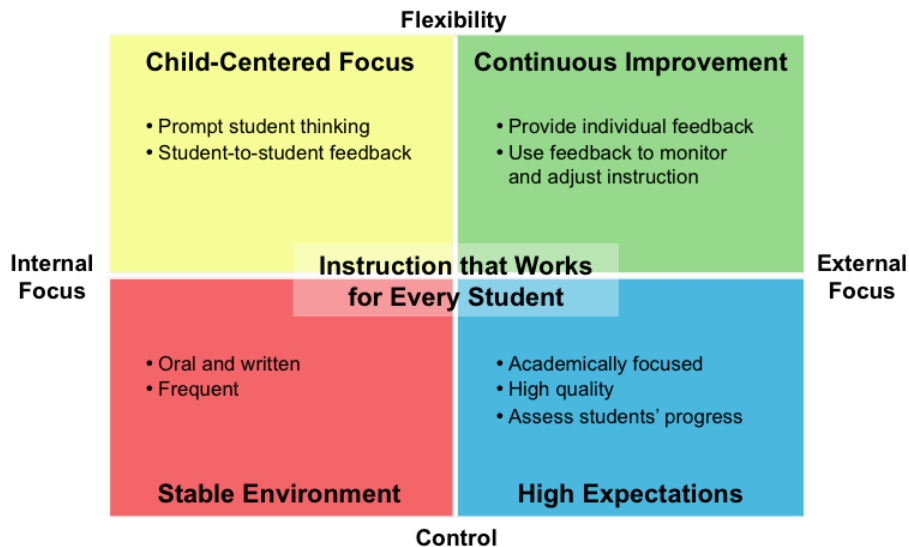 Flexibility
Child-Centered Focus
• Prompt student thinking
• Student-to-student feedback
Continuous Improvement
• Provide individual feedback
• Use feedback to monitor
and adjust instruction
Internal
Focus
Instruction that Works
for Every Student
External
Focus
• Oral and written
• Frequent
Stable Environment
• Academically focused
• High quality
• Assess students’ progress
High Expectations
Control